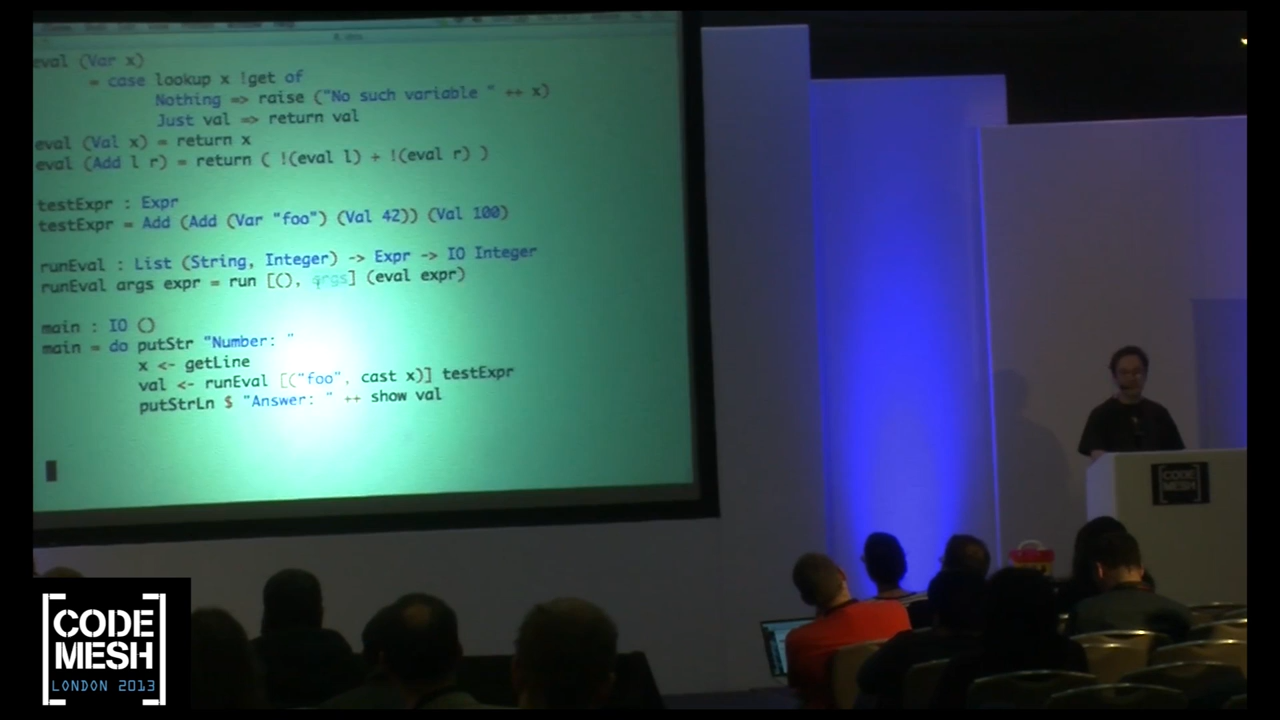 eval (Var x)
= case lookup x !get of
Nothing => raise ("No such variable " ++ x)
Just val => return val
eval (Val x) = return x
eval (Add l r) = return ( !(eval l) + !(eval r) )
testExpr : Expr
testExpr = Add (Add (Var "foo") (Val 42)) (Val 100)
runEval : List (String, Integer) -> Expr -> IO Integer
runEval args expr = run [(), args] (eval expr)
main : IO ()
main = do putStr "Number: "
x <- getLine
val <- runEval [("foo", cast x)] testExpr
putStrLn $ "Answer: " ++ show val
CODE
MESH
CODE
MESH
LONDON 2013